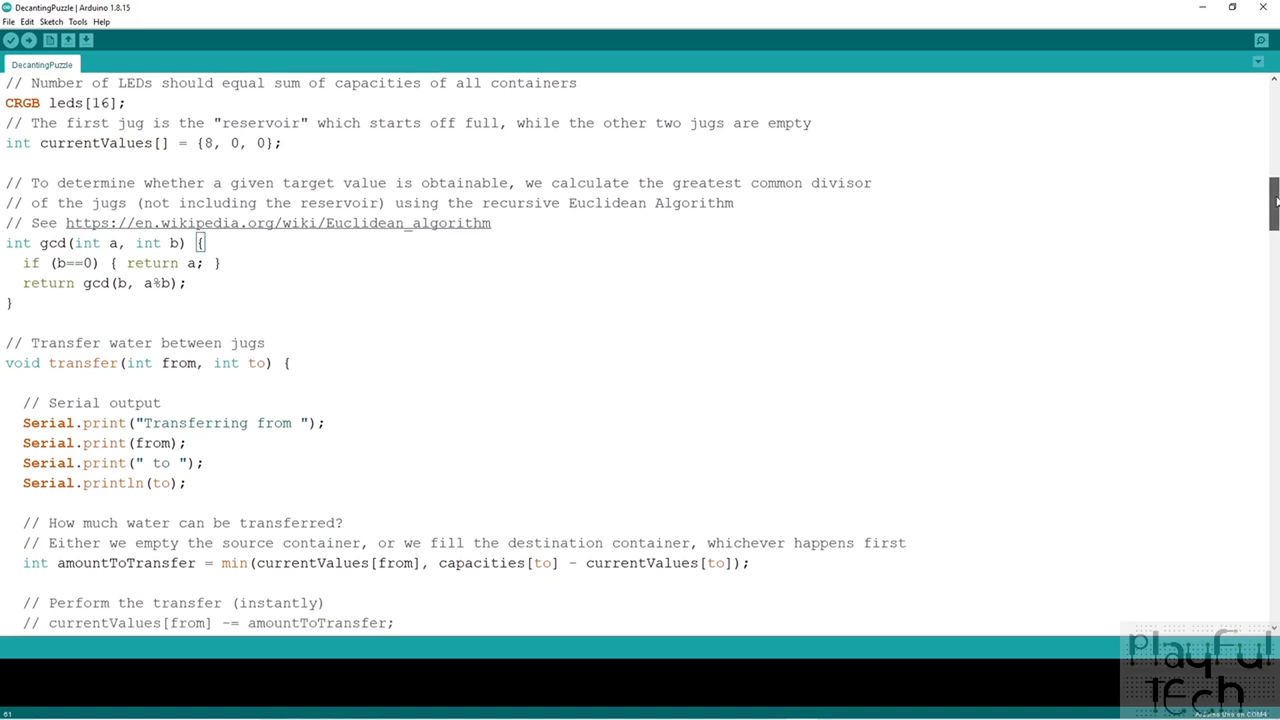 DecantingPuzzle | Arduino 1.8.15
File Edit Sketch Tools Help
DecantingPuzzle
// Number of LEDs should equal sum of capacities of all containers
CRGB leds[16];
// The first jug is the "reservoir" which starts off full, while the other two jugs are empty
int currentValues[] = {8, 0, 0};
// To determine whether a given target value is obtainable, we calculate the greatest common divisor
// of the jugs (not including the reservoir) using the recursive Euclidean Algorithm
// See https://en.wikipedia.org/wiki/Euclidean_algorithm
int gcd(int a, int b) {
  if (b==0) { return a; }
  return gcd(b, a%b);
}
// Transfer water between jugs
void transfer(int from, int to) {
  // Serial output
  Serial.print("Transferring from ");
  Serial.print(from);
  Serial.print(" to ");
  Serial.println(to);
  // How much water can be transferred?
  // Either we empty the source container, or we fill the destination container, whichever happens first
  int amountToTransfer = min(currentValues[from], capacities[to] - currentValues[to]);
  // Perform the transfer (instantly)
  // currentValues[from] -= amountToTransfer;
PlayFul
TEch
61
Arduino Uno on COM4